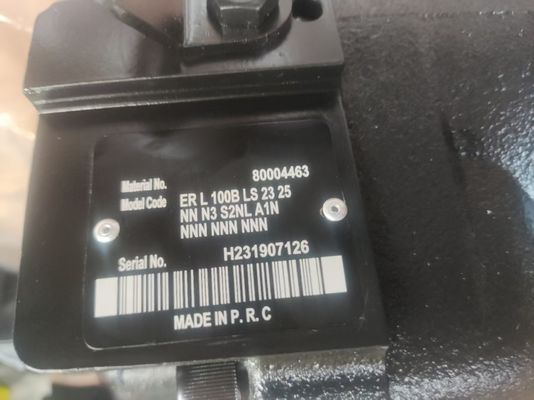 Material No. 80004463
Model Code ER L 100B LS 23 25
NN N3 S2NL A1N
NNN NNN NNN
Serial No. H231907126
MADE IN P. R. C